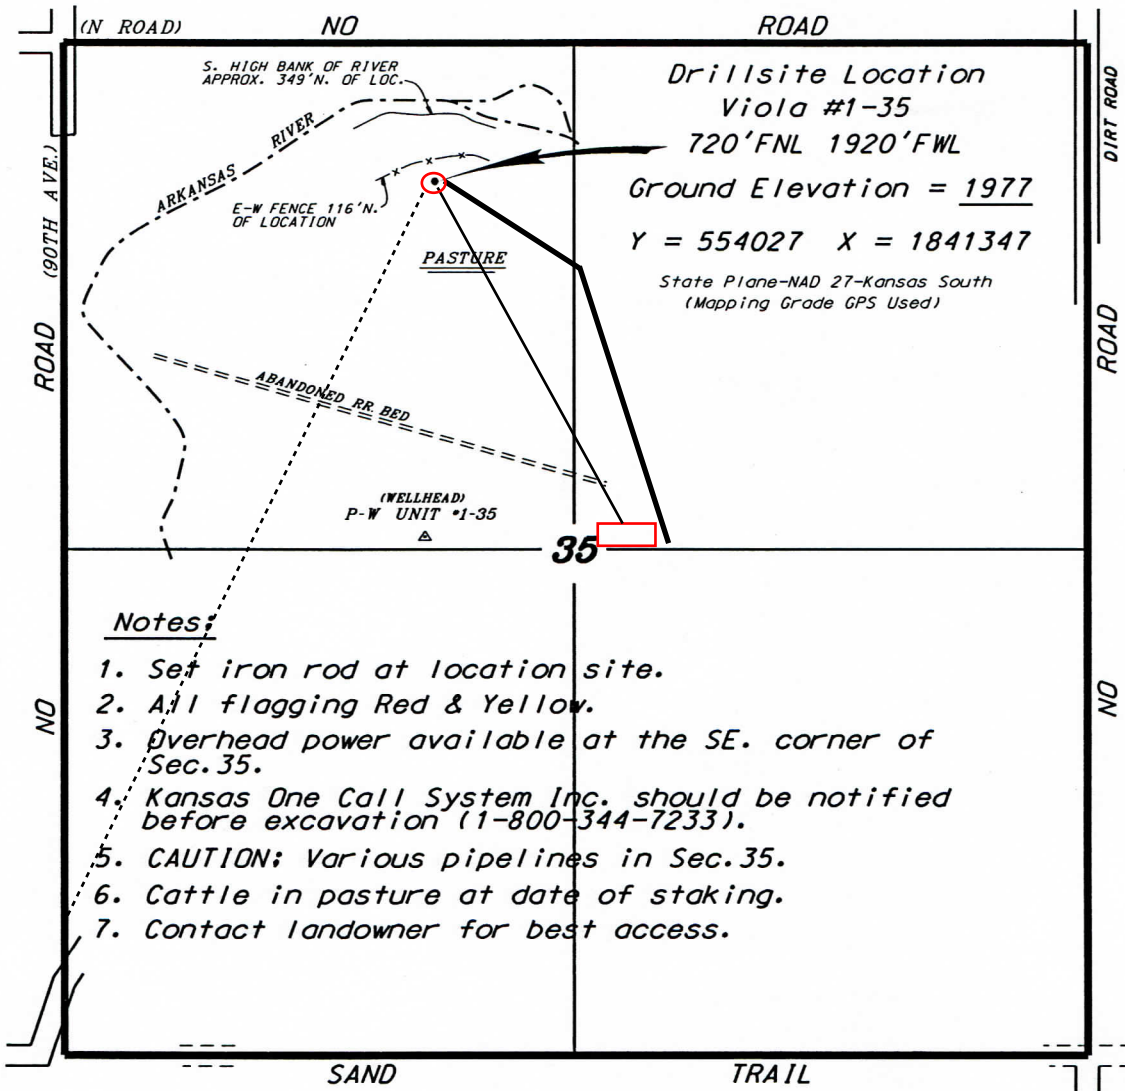 (N ROAD) NO ROAD
S. HIGH BANK OF RIVER
APPROX. 349'N. OF LOC.
Drillsite Location
Viola #1-35
720'FNL 1920'FWL
Ground Elevation = 1977
Y = 554027 X = 1841347
State Plane-NAD 27-Kansas South
(Mapping Grade GPS Used)
DIRT ROAD
ARKANSAS RIVER
(90TH AVE.)
E-W FENCE 116'N.
OF LOCATION
PASTURE
ROAD
ROAD
ABANDONED RR BED
(WELLHEAD)
P-W UNIT #1-35
35
Notes:
1. Set iron rod at location site.
2. All flagging Red & Yellow.
3. Overhead power available at the SE. corner of
Sec.35.
4. Kansas One Call System Inc. should be notified
before excavation (1-800-344-7233).
5. CAUTION: Various pipelines in Sec.35.
6. Cattle in pasture at date of staking.
7. Contact landowner for best access.
NO
NO
SAND TRAIL